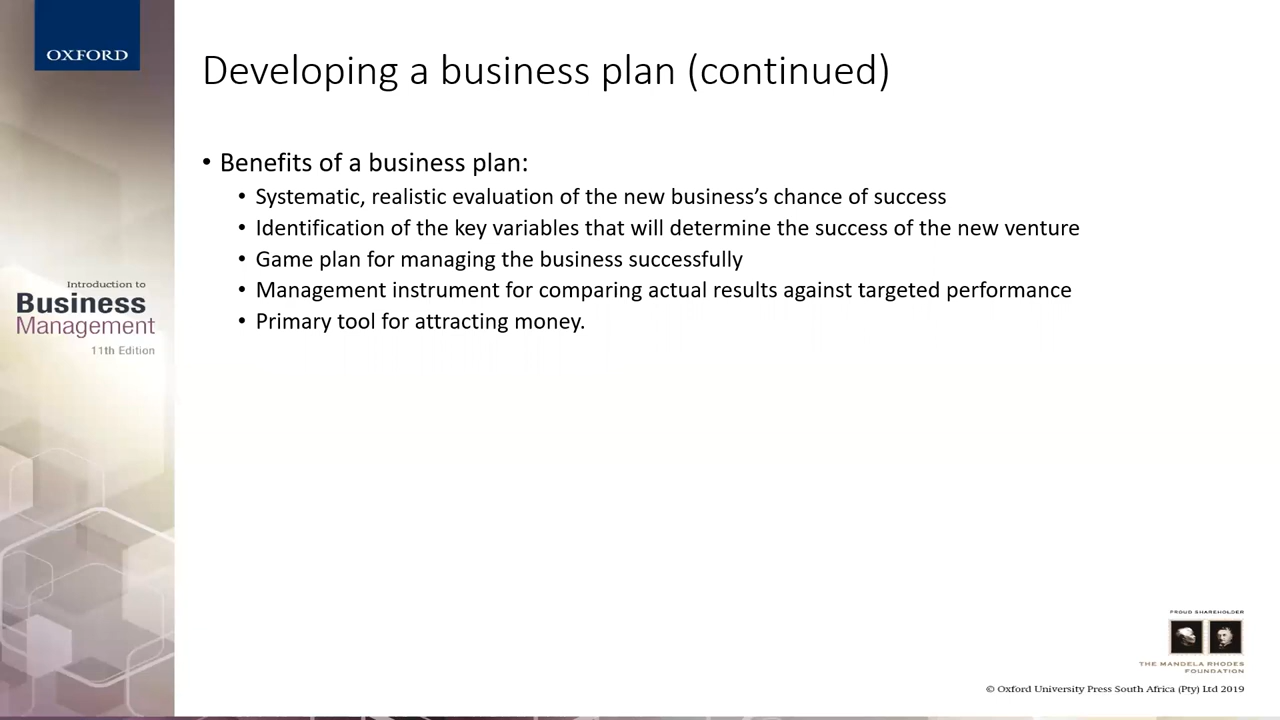 OXFORD
Developing a business plan (continued)
• Benefits of a business plan:
• Systematic, realistic evaluation of the new business’s chance of success
• Identification of the key variables that will determine the success of the new venture
• Game plan for managing the business successfully
• Management instrument for comparing actual results against targeted performance
• Primary tool for attracting money.
Introduction to
Business
Management
11th Edition
PROUD SHAREHOLDER
THE MANDELA RHODES
FOUNDATION
© Oxford University Press South Africa (Pty) Ltd 2019